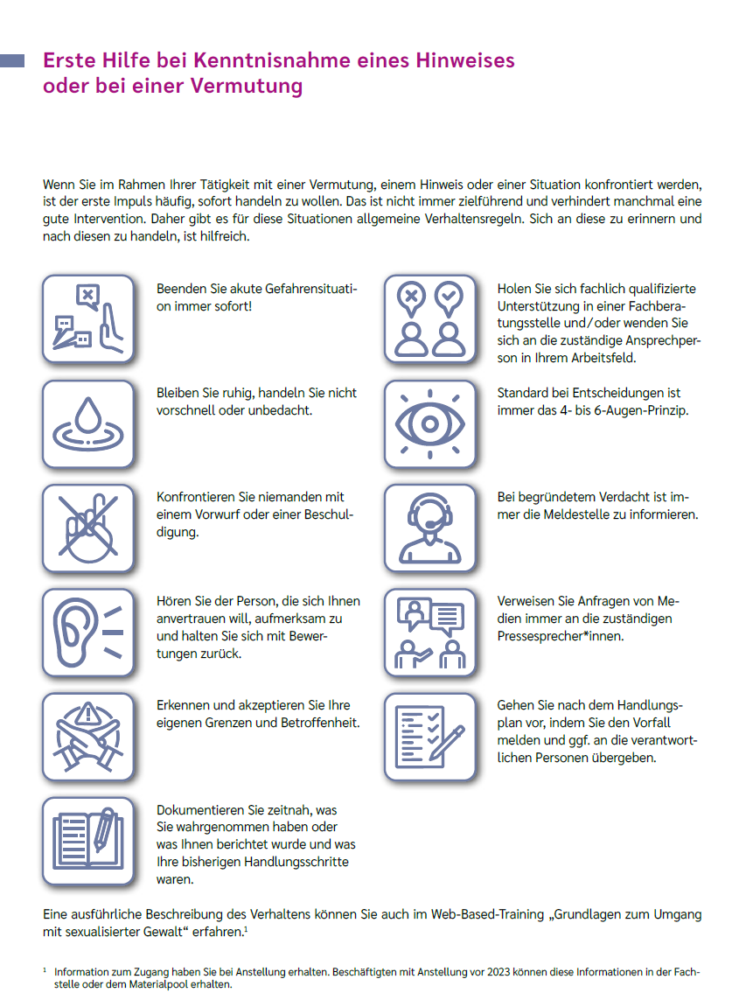 Erste Hilfe bei Kenntnisnahme eines Hinweises
oder bei einer Vermutung
Wenn Sie im Rahmen Ihrer Tätigkeit mit einer Vermutung, einem Hinweis oder einer Situation konfrontiert werden,
ist der erste Impuls häufig, sofort handeln zu wollen. Das ist nicht immer zielführend und verhindert manchmal eine
gute Intervention. Daher gibt es für diese Situationen allgemeine Verhaltensregeln. Sich an diese zu erinnern und
nach diesen zu handeln, ist hilfreich.
Beenden Sie akute Gefahrensituati-
on immer sofort!
Bleiben Sie ruhig, handeln Sie nicht
vorschnell oder unbedacht.
Konfrontieren Sie niemanden mit
einem Vorwurf oder einer Beschul-
digung.
Hören Sie der Person, die sich Ihnen
anvertrauen will, aufmerksam zu
und halten Sie sich mit Bewer-
tungen zurück.
Erkennen und akzeptieren Sie Ihre
eigenen Grenzen und Betroffenheit.
Dokumentieren Sie zeitnah, was
Sie wahrgenommen haben oder
was Ihnen berichtet wurde und was
Ihre bisherigen Handlungsschritte
waren.
Holen Sie sich fachlich qualifizierte
Unterstützung in einer Fachbera-
tungsstelle und/oder wenden Sie
sich an die zuständige Ansprechper-
son in Ihrem Arbeitsfeld.
Standard bei Entscheidungen ist
immer das 4- bis 6-Augen-Prinzip.
Bei begründetem Verdacht ist im-
mer die Meldestelle zu informieren.
Verweisen Sie Anfragen von Me-
dien immer an die zuständigen
Pressesprecher*innen.
Gehen Sie nach dem Handlungs-
plan vor, indem Sie den Vorfall
melden und ggf. an die verantwort-
lichen Personen übergeben.
Eine ausführliche Beschreibung des Verhaltens können Sie auch im Web-Based-Training „Grundlagen zum Umgang
mit sexualisierter Gewalt“ erfahren.¹
¹ Information zum Zugang haben Sie bei Anstellung erhalten. Beschäftigten mit Anstellung vor 2023 können diese Informationen in der Fach-
stelle oder dem Materialpool erhalten.